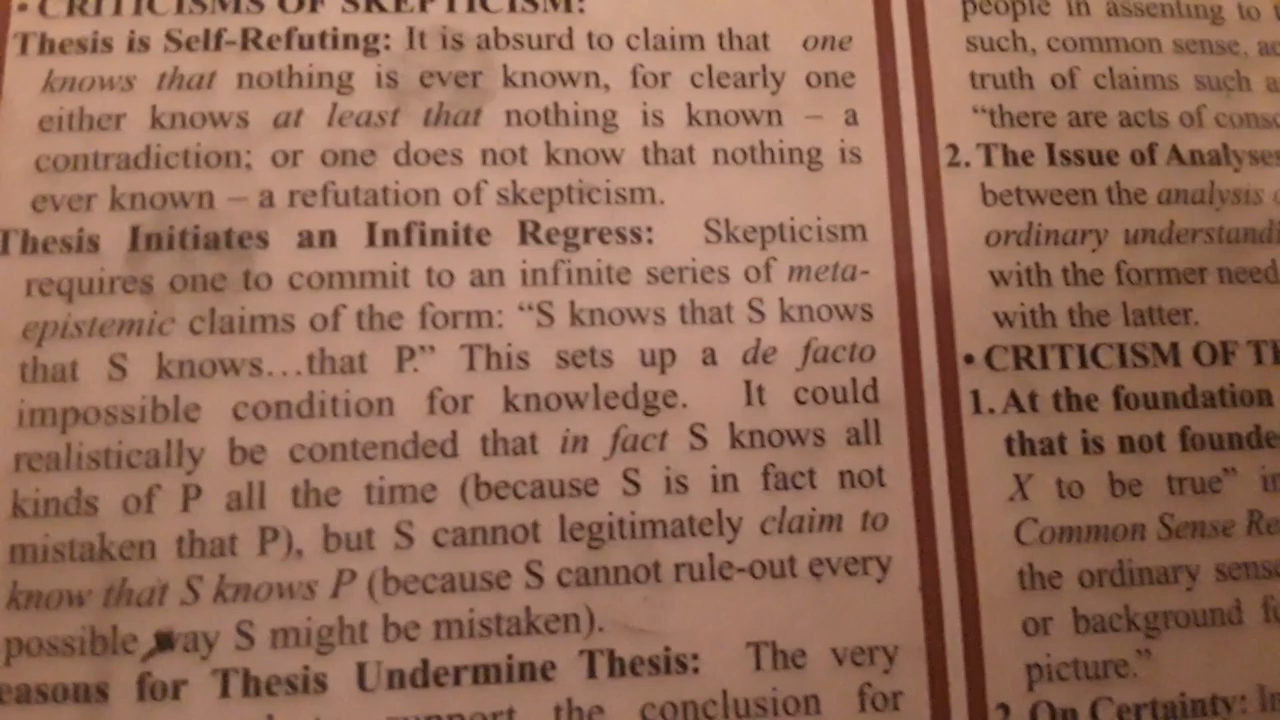 • CRITICISMS OF SKEPTICISM:
Thesis is Self-Refuting: It is absurd to claim that one
knows that nothing is ever known, for clearly one
either knows at least that nothing is known – a
contradiction; or one does not know that nothing is
ever known – a refutation of skepticism.
Thesis Initiates an Infinite Regress: Skepticism
requires one to commit to an infinite series of meta-
epistemic claims of the form: “S knows that S knows
that S knows...that P.” This sets up a de facto
impossible condition for knowledge. It could
realistically be contended that in fact S knows all
kinds of P all the time (because S is in fact not
mistaken that P), but S cannot legitimately claim to
know that S knows P (because S cannot rule-out every
possible way S might be mistaken).
easons for Thesis Undermine Thesis: The very
support the conclusion for
people in assenting to
such, common sense,
truth of claims such
“there are acts of
2. The Issue of
between the analysis
ordinary
with the former need
with the latter.
• CRITICISM OF
1. At the foundation
that is not
X to be true”
Common Sense
the ordinary
or background
picture.”
2. On Certainty: